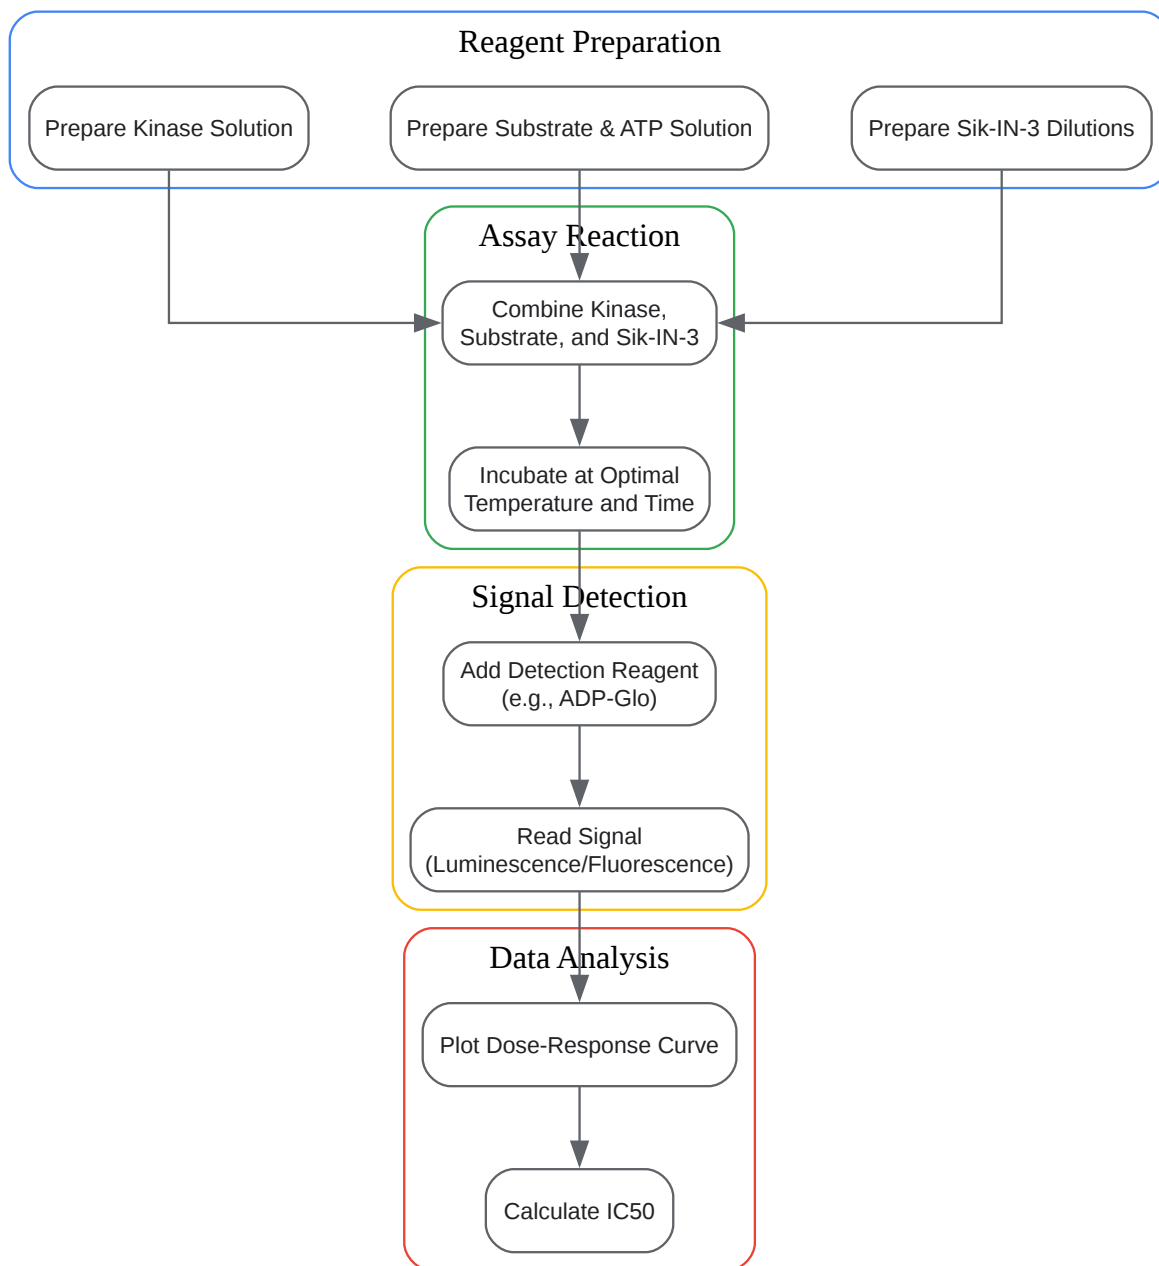 Reagent Preparation
Prepare Kinase Solution
Prepare Substrate & ATP Solution
Prepare Sik-IN-3 Dilutions
Assay Reaction
Combine Kinase,
Substrate, and Sik-IN-3
Incubate at Optimal
Temperature and Time
Signal Detection
Add Detection Reagent
(e.g., ADP-Glo)
Read Signal
(Luminescence/Fluorescence)
Data Analysis
Plot Dose-Response Curve
Calculate IC50